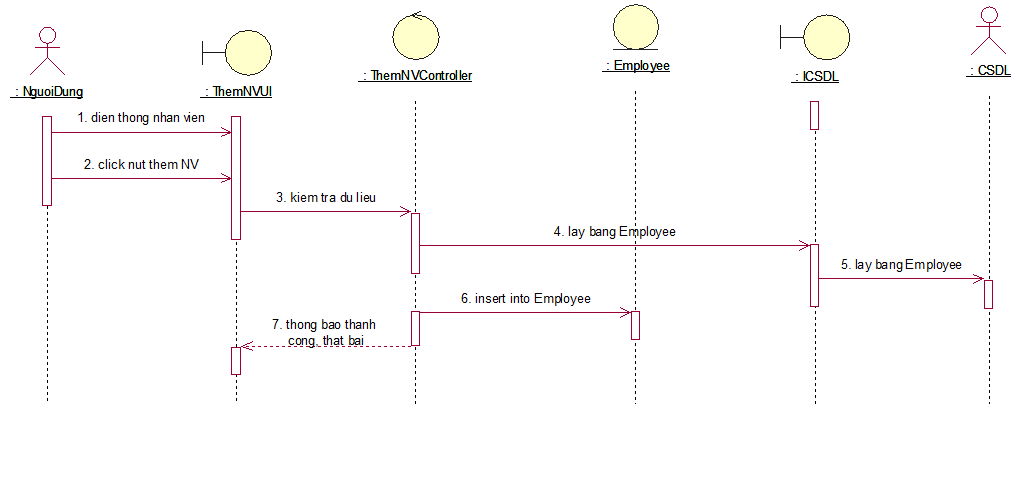 : NguoiDung
: ThemNVUI
: ThemNVController
: Employee
: ICSDL
: CSDL
1. dien thong nhan vien
2. click nut them NV
3. kiem tra du lieu
4. lay bang Employee
5. lay bang Employee
6. insert into Employee
7. thong bao thanh
cong, that bai